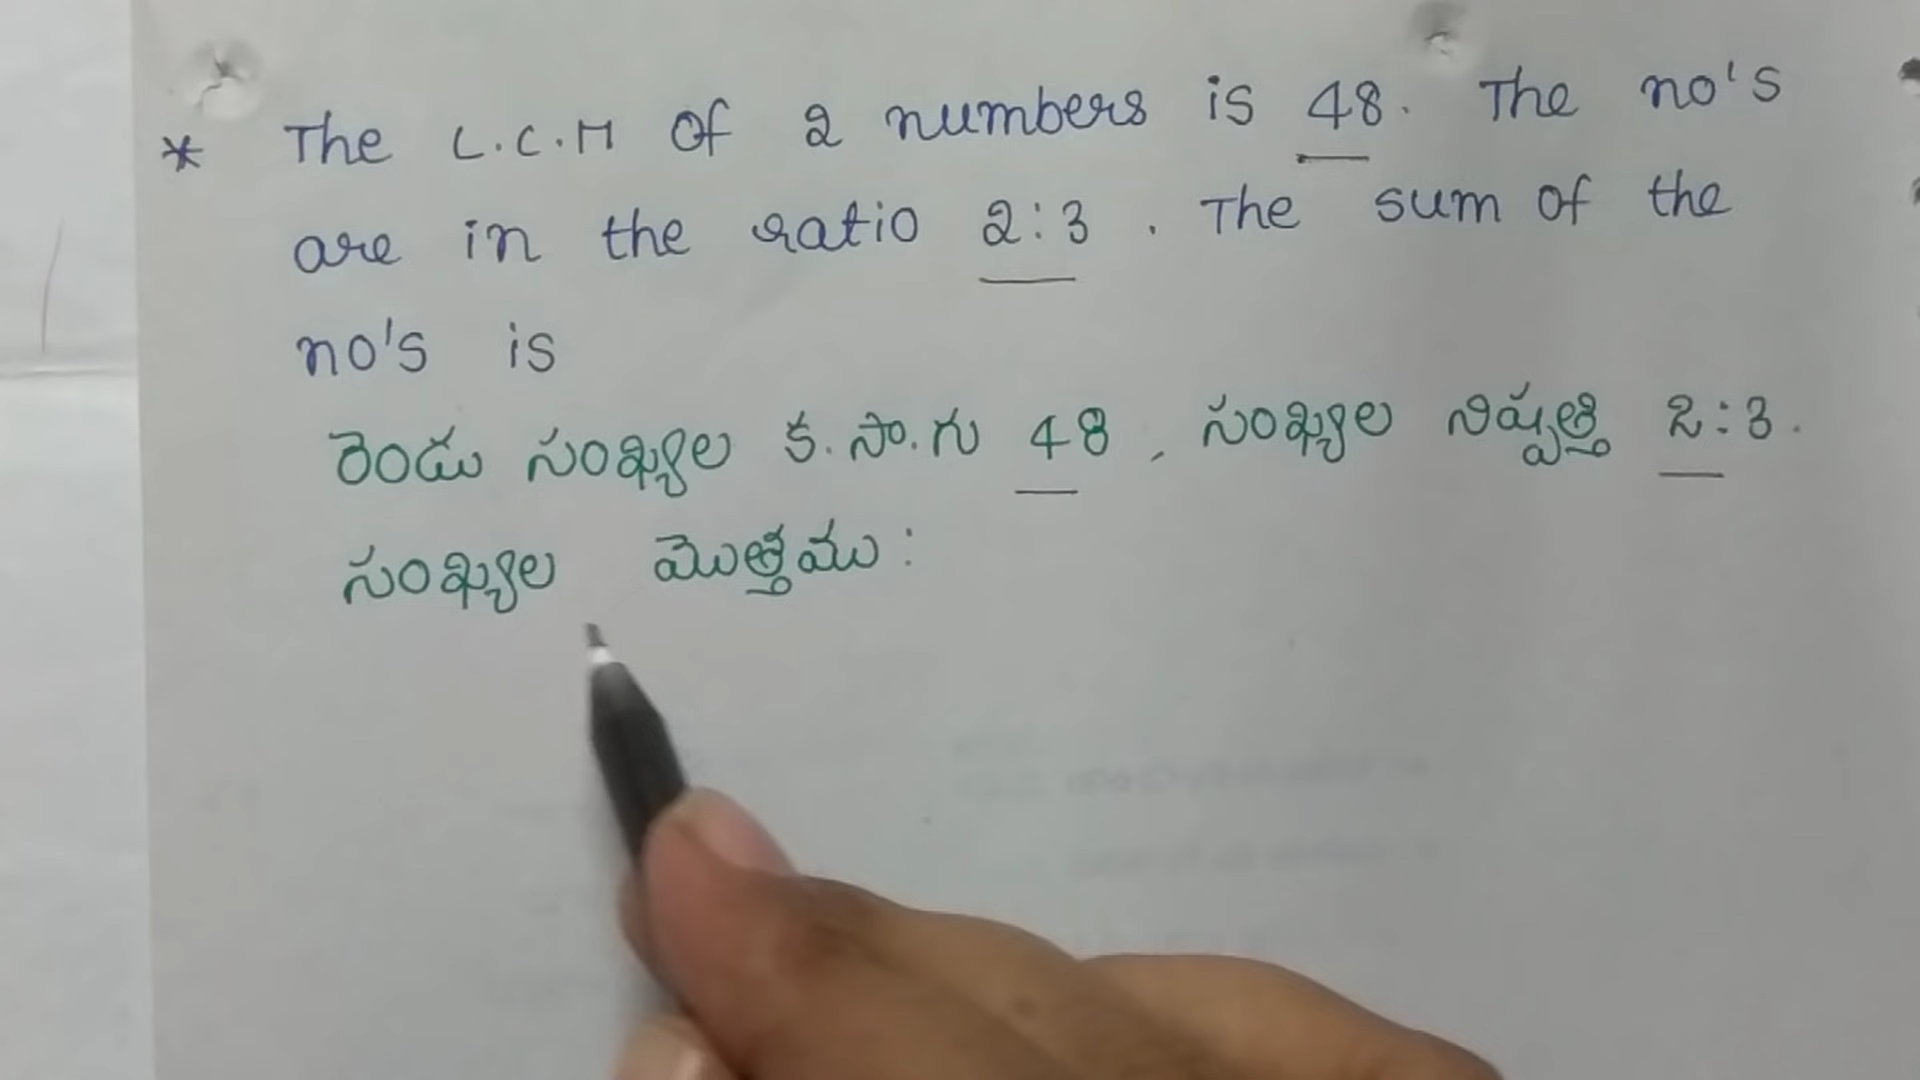 * The L.C.M of 2 numbers is 48. The no's
are in the ratio 2:3. The sum of the
no's is
రెండు సంఖ్యల క.సా.గు 48, సంఖ్యల నిష్పత్తి 2:3.
సంఖ్యల మొత్తము: